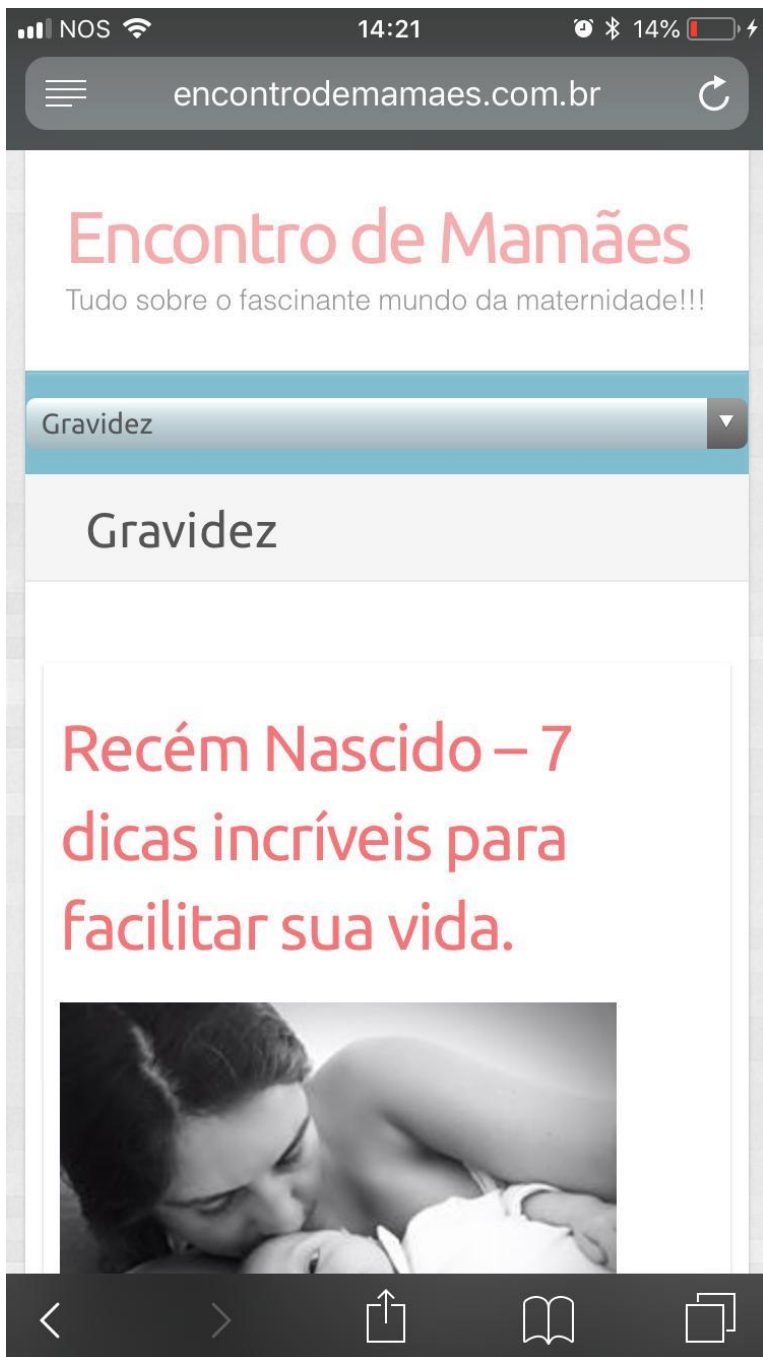 NOS 14:21 14%
encontrodemamaes.com.br
Encontro de Mamães
Tudo sobre o fascinante mundo da maternidade!!!
Gravidez
Gravidez
Recém Nascido – 7
dicas incríveis para
facilitar sua vida.